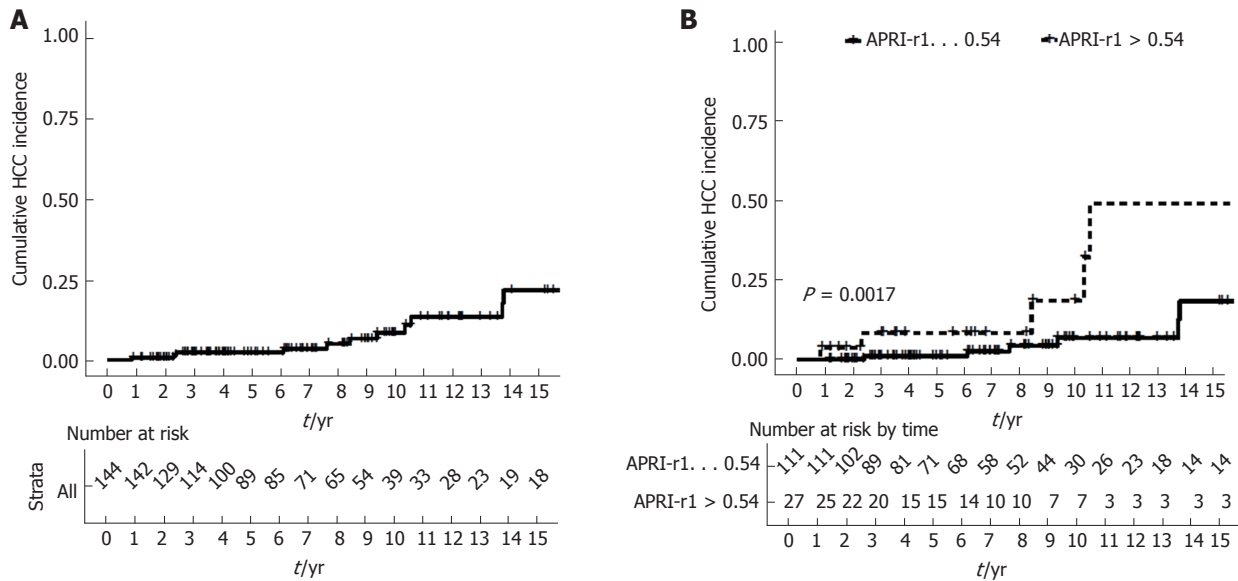 A
1.00
0.75
0.50
0.25
0.00
Cumulative HCC incidence
0 1 2 3 4 5 6 7 8 9 10 11 12 13 14 15
t/yr
Number at risk
Strata
All
144 142 129 114 100 89 85 71 65 54 39 33 28 23 19 18
0 1 2 3 4 5 6 7 8 9 10 11 12 13 14 15
t/yr
B
APRI-r1. . . 0.54 APRI-r1 > 0.54
1.00
0.75
0.50
0.25
0.00
Cumulative HCC incidence
P = 0.0017
0 1 2 3 4 5 6 7 8 9 10 11 12 13 14 15
t/yr
Number at risk by time
APRI-r1. . . 0.54 111 111 102 89 81 71 68 58 52 44 30 26 23 18 14 14
APRI-r1 > 0.54 27 25 22 20 15 15 14 10 10 7 7 3 3 3 3 3
0 1 2 3 4 5 6 7 8 9 10 11 12 13 14 15
t/yr